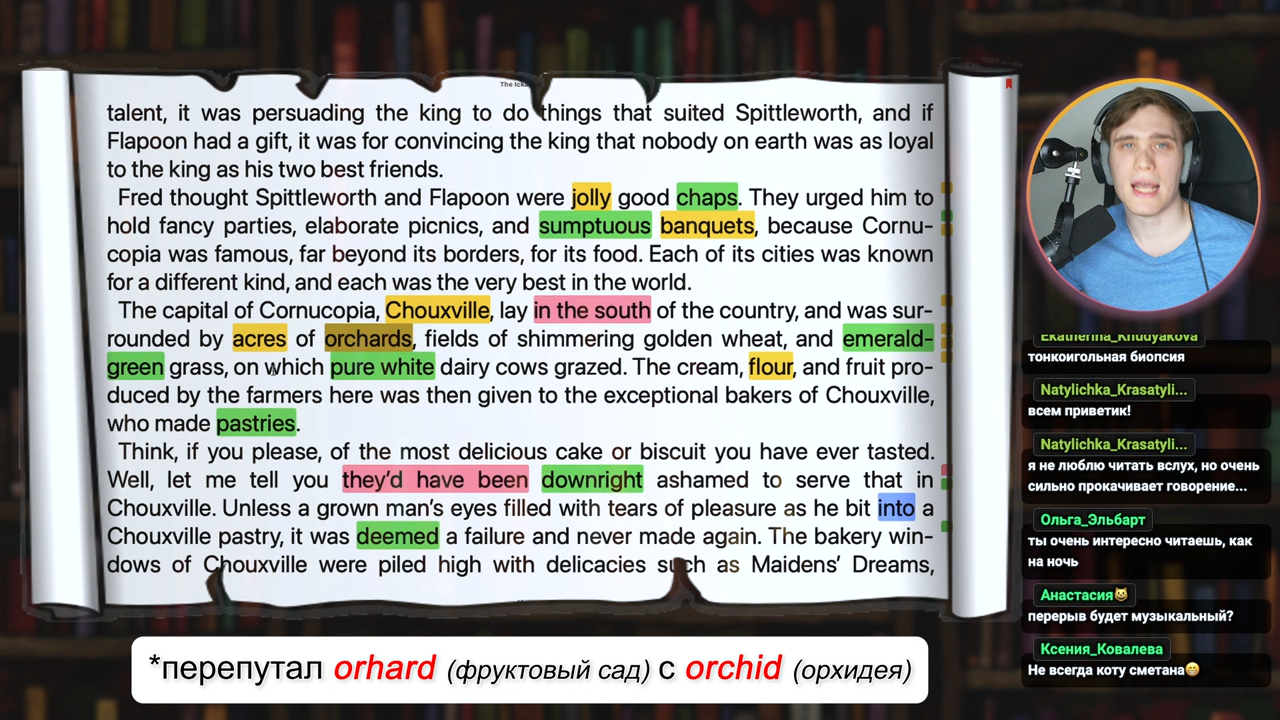 The Icka
talent, it was persuading the king to do things that suited Spittleworth, and if
Flapoon had a gift, it was for convincing the king that nobody on earth was as loyal
to the king as his two best friends.
Fred thought Spittleworth and Flapoon were jolly good chaps. They urged him to
hold fancy parties, elaborate picnics, and sumptuous banquets, because Cornu-
copia was famous, far beyond its borders, for its food. Each of its cities was known
for a different kind, and each was the very best in the world.
The capital of Cornucopia, Chouxville, lay in the south of the country, and was sur-
rounded by acres of orchards, fields of shimmering golden wheat, and emerald-
green grass, on which pure white dairy cows grazed. The cream, flour, and fruit pro-
duced by the farmers here was then given to the exceptional bakers of Chouxville,
who made pastries.
Think, if you please, of the most delicious cake or biscuit you have ever tasted.
Well, let me tell you they’d have been downright ashamed to serve that in
Chouxville. Unless a grown man’s eyes filled with tears of pleasure as he bit into a
Chouxville pastry, it was deemed a failure and never made again. The bakery win-
dows of Chouxville were piled high with delicacies such as Maidens’ Dreams,
*перепутал orhard (фруктовый сад) с orchid (орхидея)
Ekatherina_Khudyakova
тонкоигольная биопсия
Natylichka_Krasatyli...
всем приветик!
Natylichka_Krasatyli...
я не люблю читать вслух, но очень
сильно прокачивает говорение...
Ольга_Эльбарт
ты очень интересно читаешь, как
на ночь
Анастасия😺
перерыв будет музыкальный?
Ксения_Ковалева
Не всегда коту сметана😁